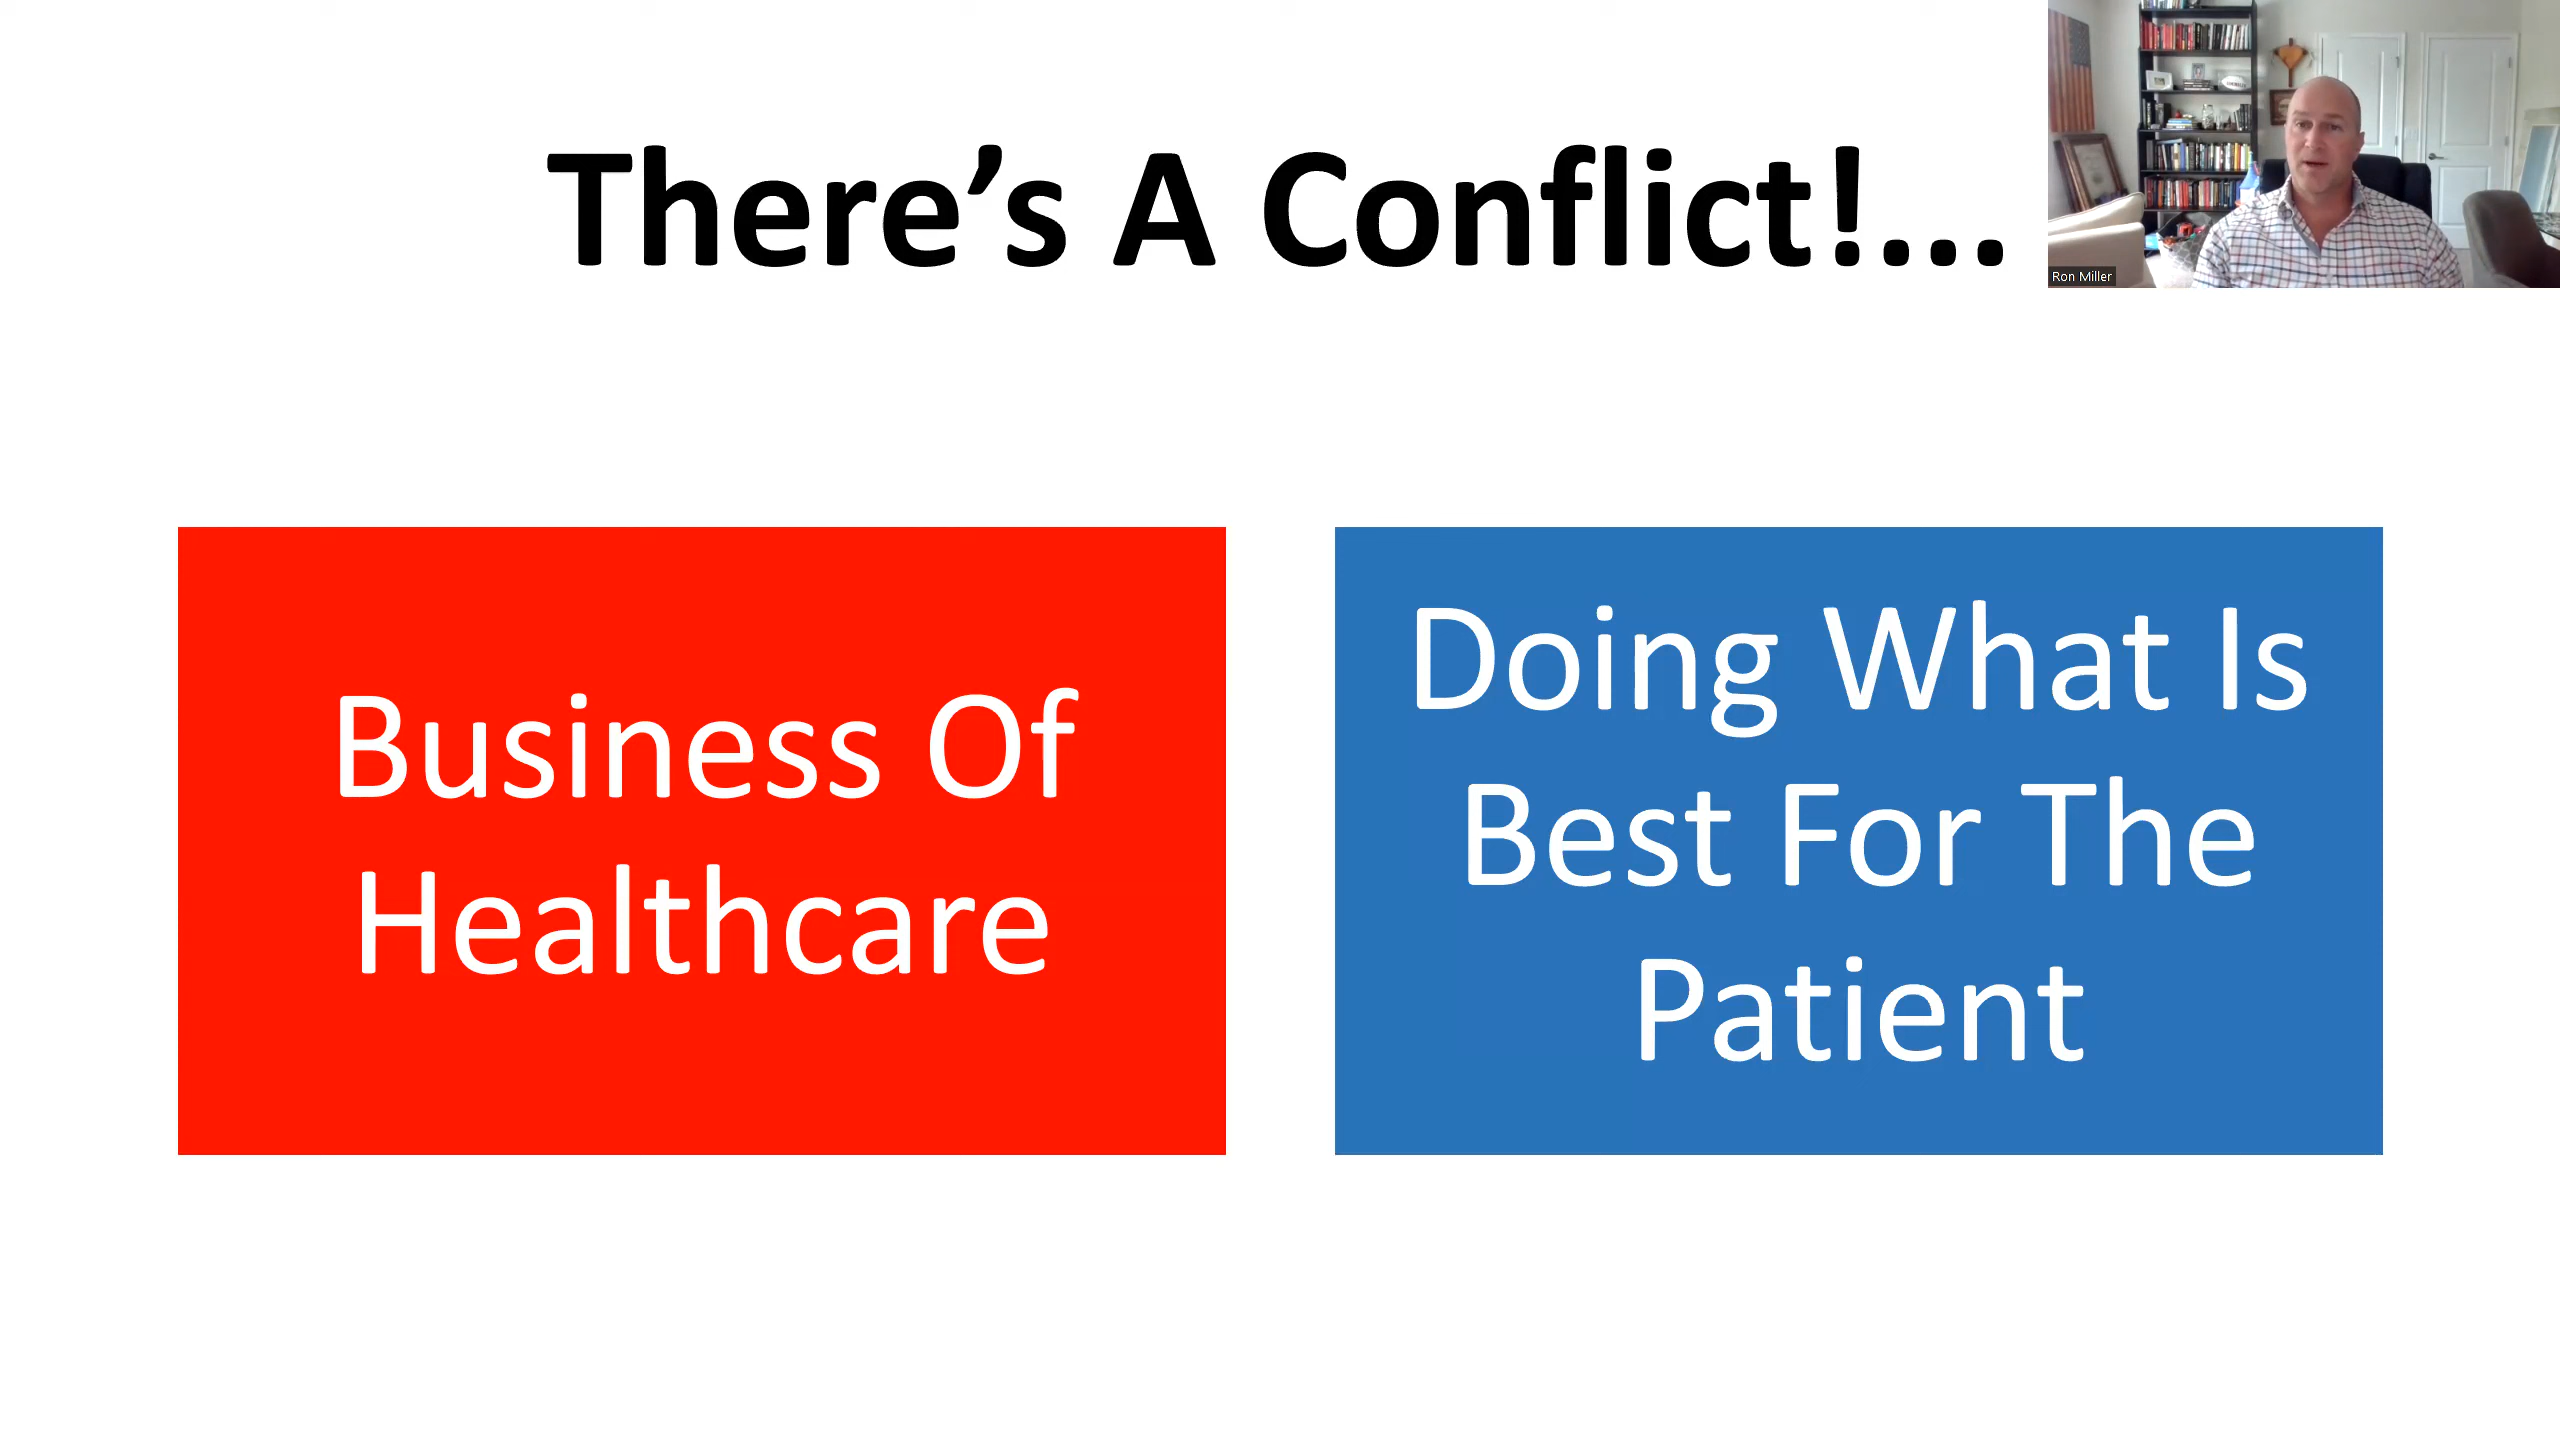 There’s A Conflict!...
Ron Miller
Business Of
Healthcare
Doing What Is
Best For The
Patient